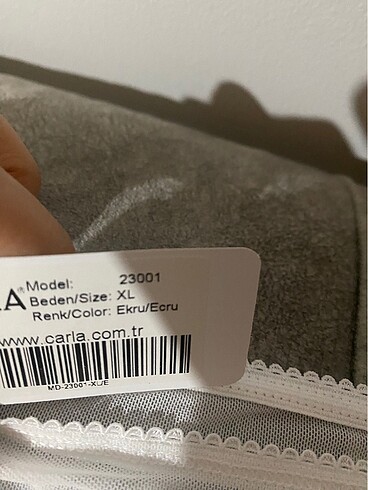 Model: 23001
A® Beden/Size: XL
Renk/Color: Ekru/Ecru
www.carla.com.tr
MD-23001-XL/E